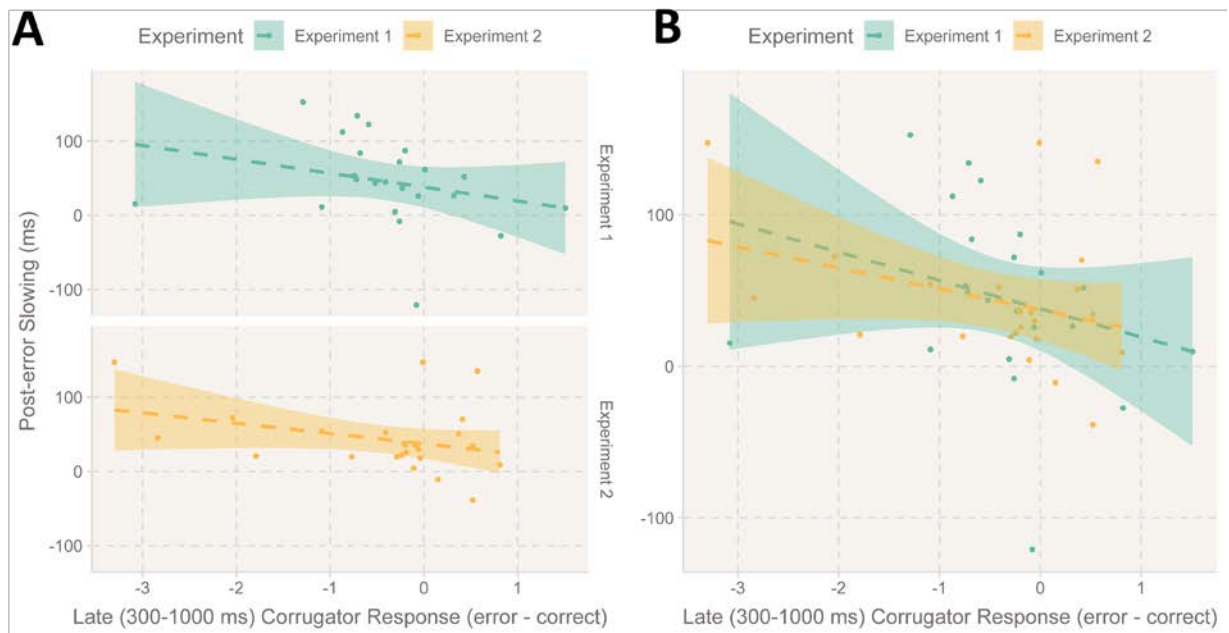 A
Experiment
Experiment 1
Experiment 2
B
Experiment
Experiment 1
Experiment 2
Post-error Slowing (ms)
100
0
-100
Experiment 1
100
0
-100
Experiment 2
-3
-2
-1
0
1
Late (300-1000 ms) Corrugator Response (error - correct)
100
0
-100
-3
-2
-1
0
1
Late (300-1000 ms) Corrugator Response (error - correct)